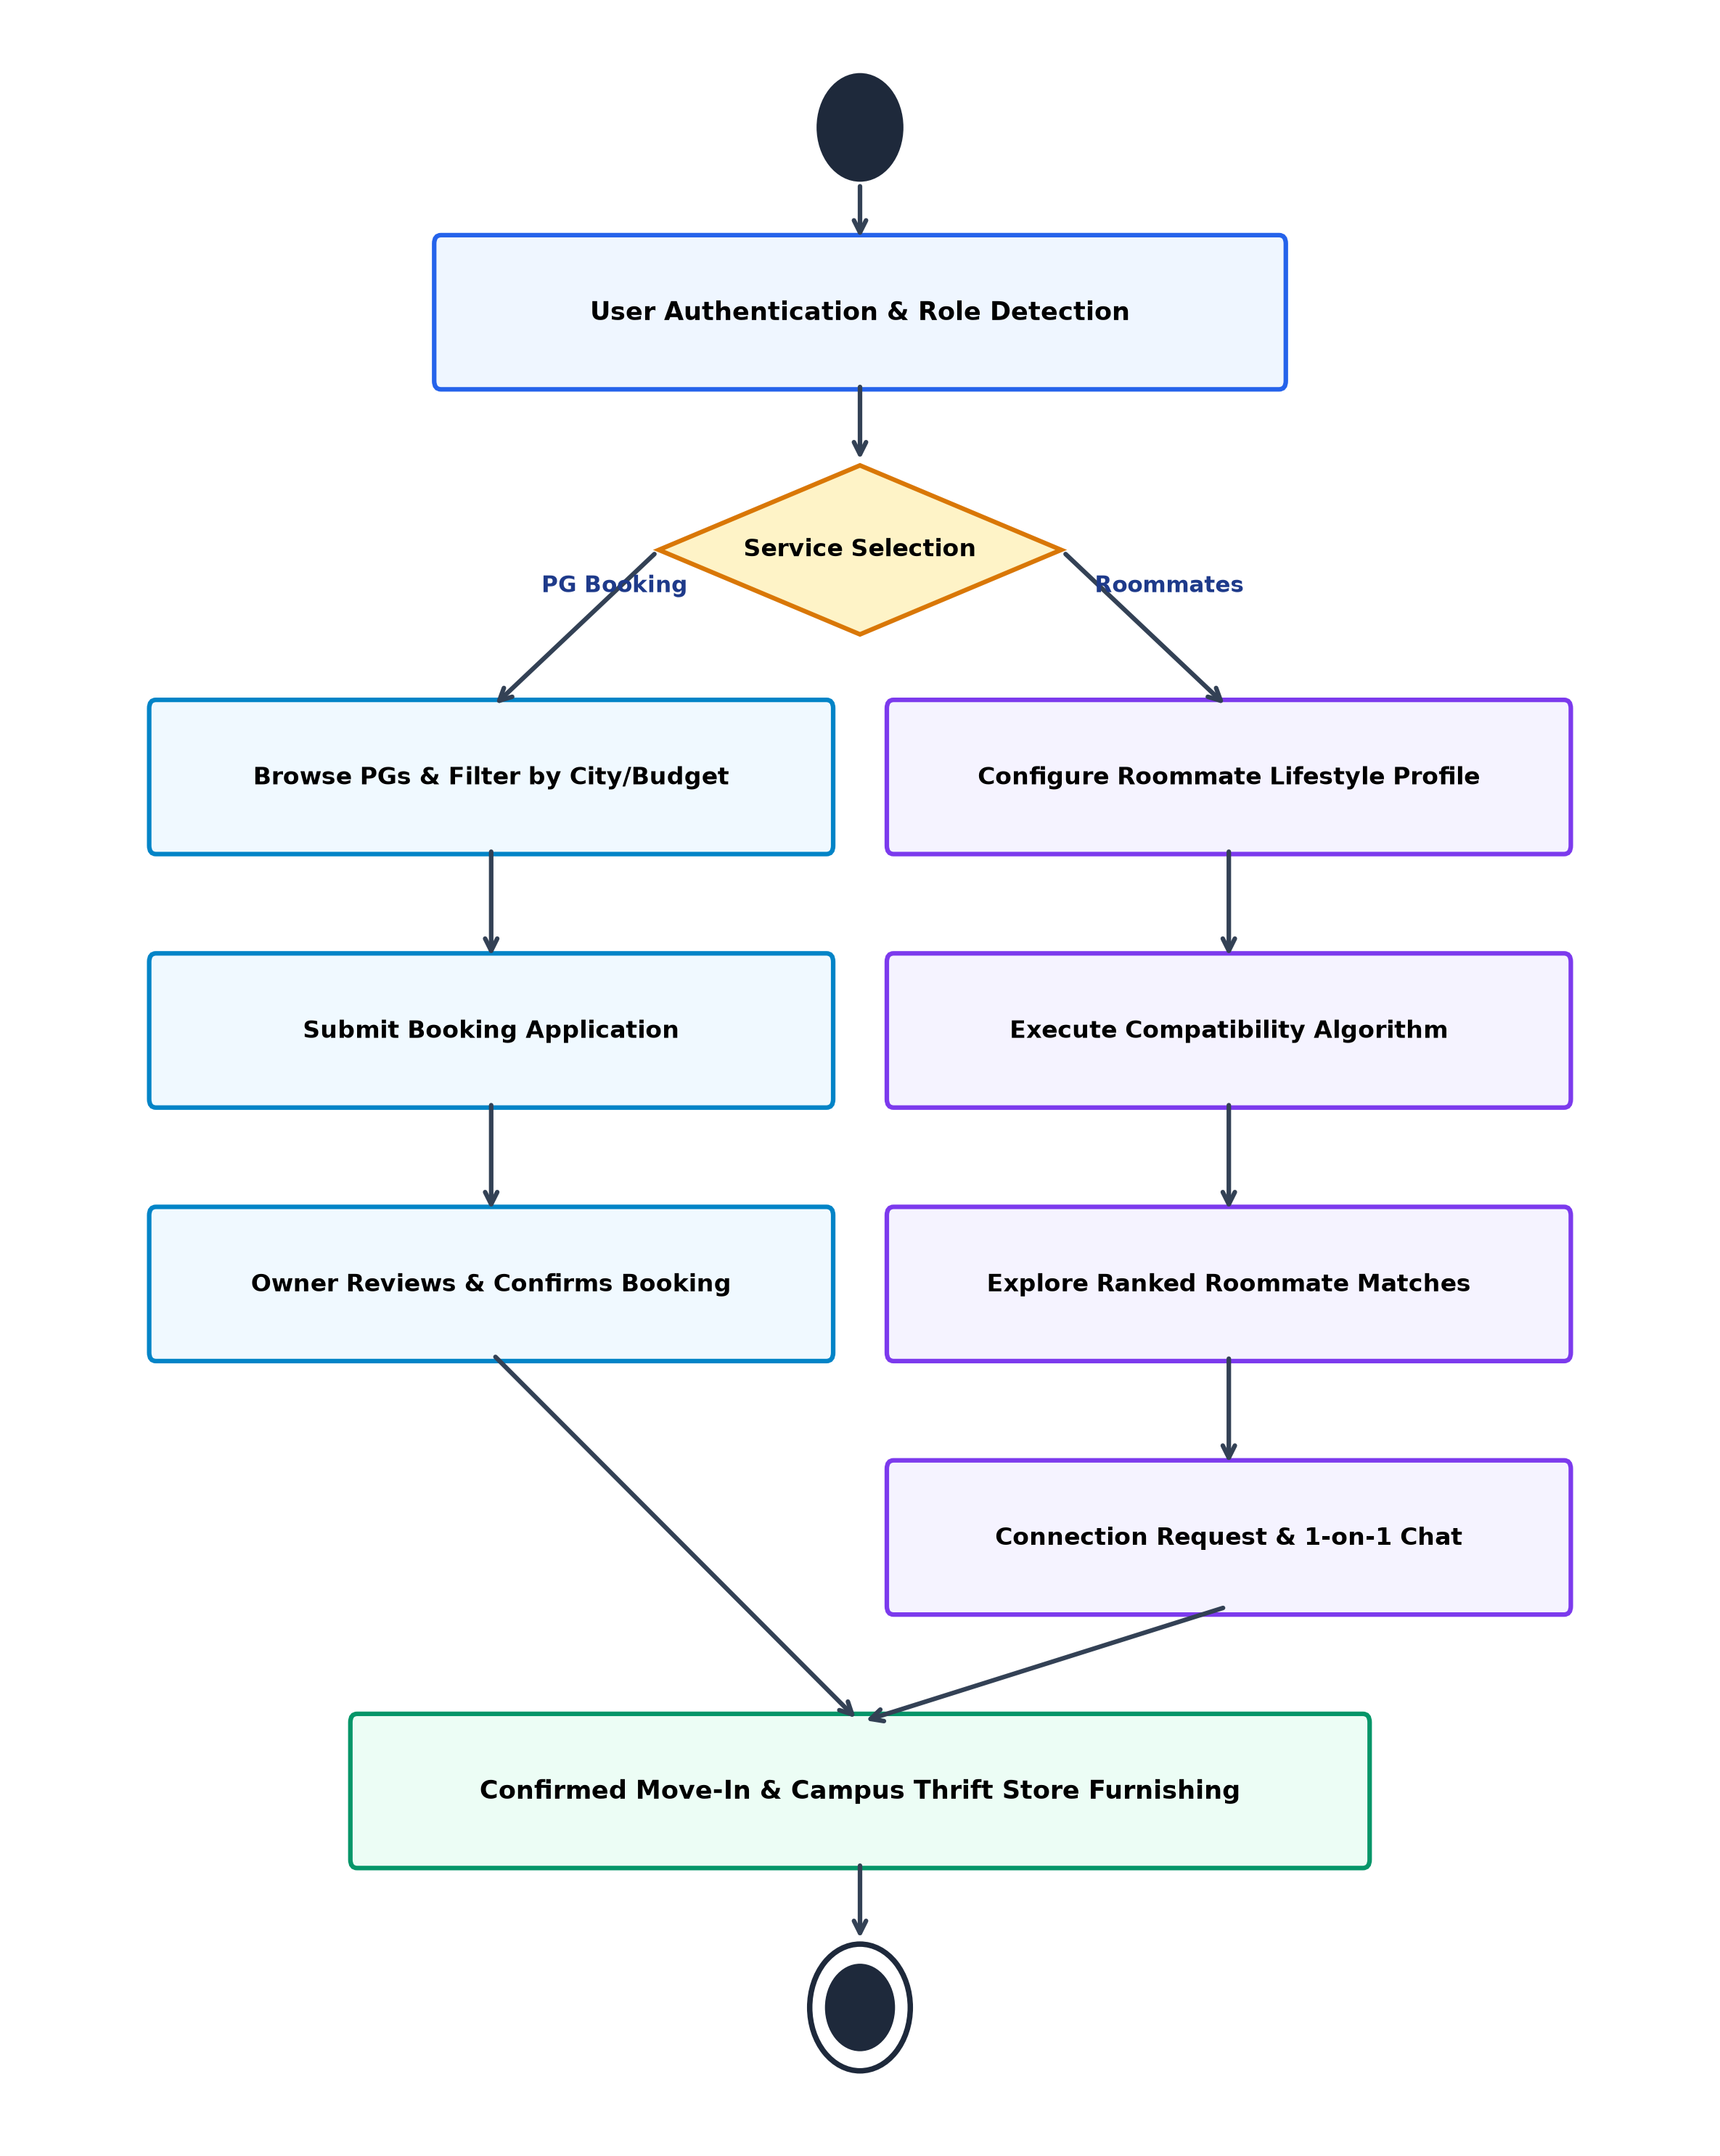 User Authentication & Role Detection
Service Selection
PG Booking
Roommates
Browse PGs & Filter by City/Budget
Configure Roommate Lifestyle Profile
Submit Booking Application
Execute Compatibility Algorithm
Owner Reviews & Confirms Booking
Explore Ranked Roommate Matches
Connection Request & 1-on-1 Chat
Confirmed Move-In & Campus Thrift Store Furnishing